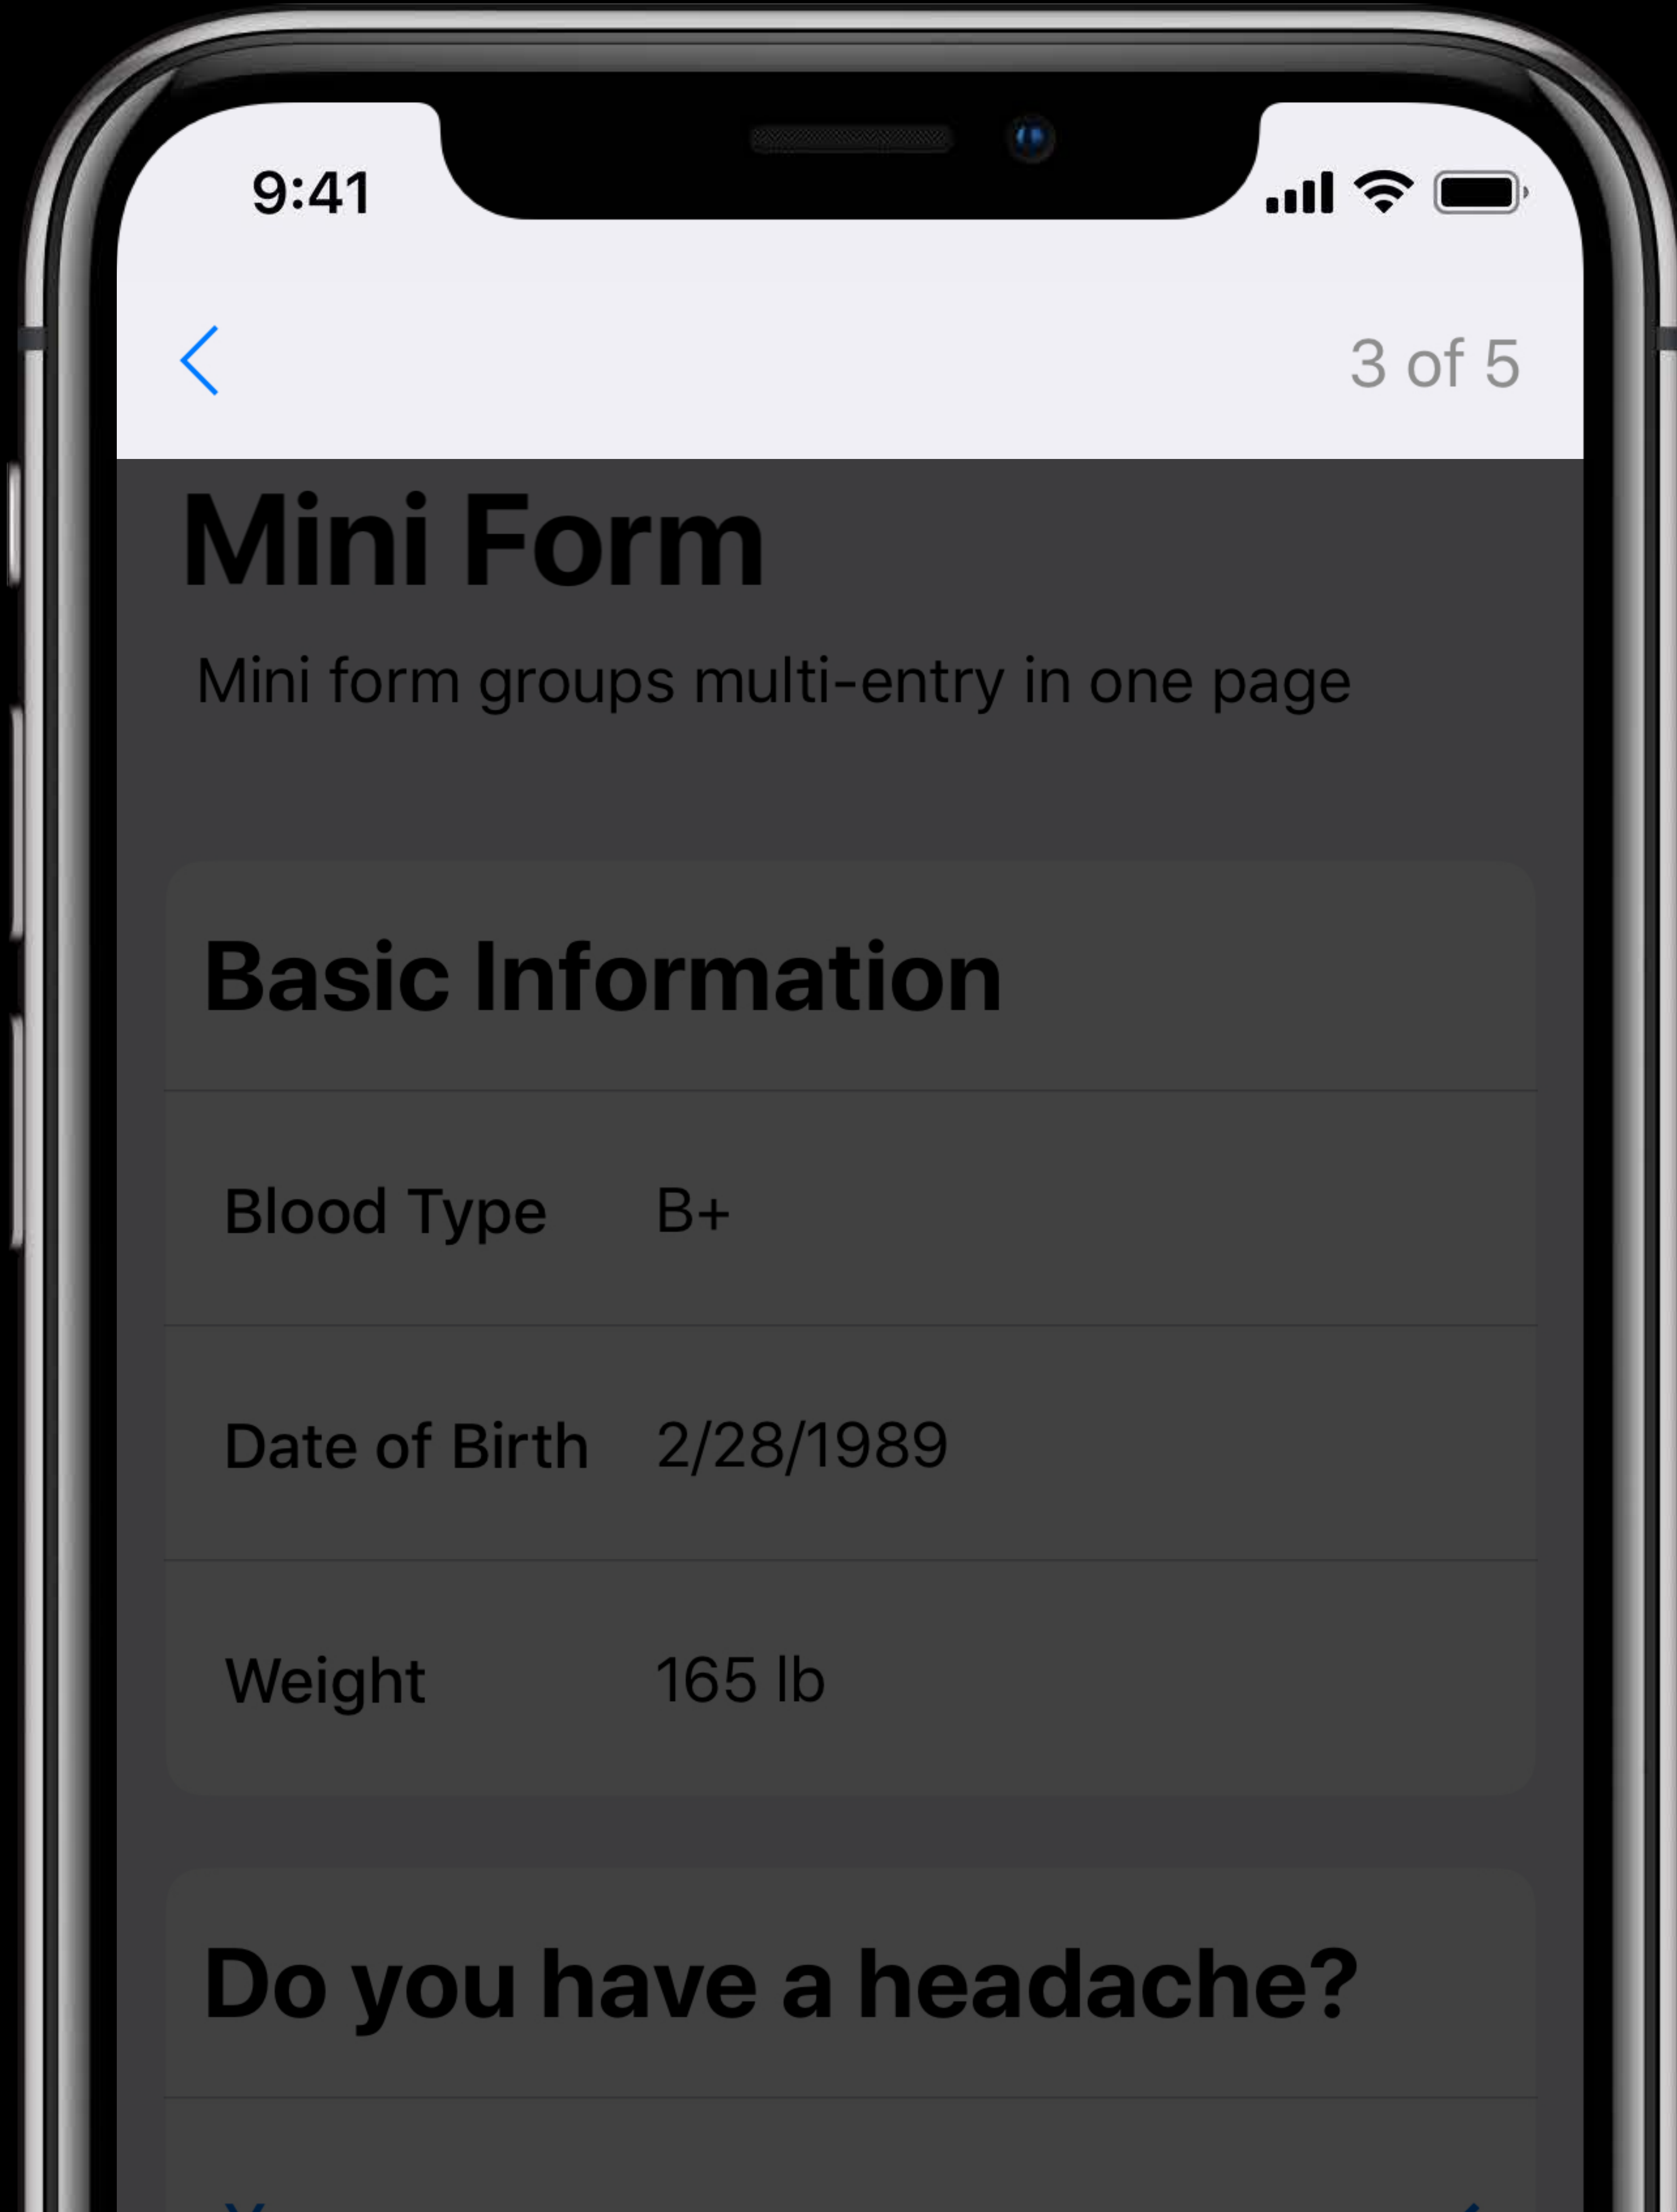 9:41
3 of 5
Mini Form
Mini form groups multi-entry in one page
Basic Information
Blood Type B+
Date of Birth 2/28/1989
Weight 165 lb
Do you have a headache?